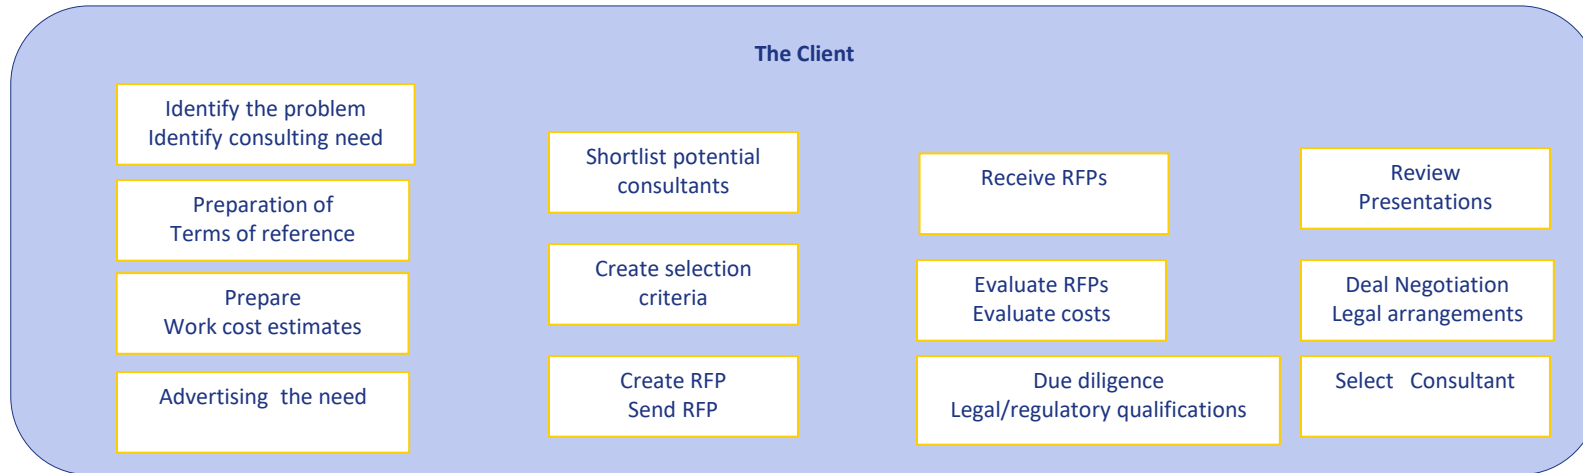 The Client
Identify the problem
Identify consulting need
Preparation of
Terms of reference
Prepare
Work cost estimates
Advertising the need
Shortlist potential
consultants
Create selection
criteria
Create RFP
Send RFP
Receive RFPs
Evaluate RFPs
Evaluate costs
Due diligence
Legal/regulatory qualifications
Review
Presentations
Deal Negotiation
Legal arrangements
Select Consultant